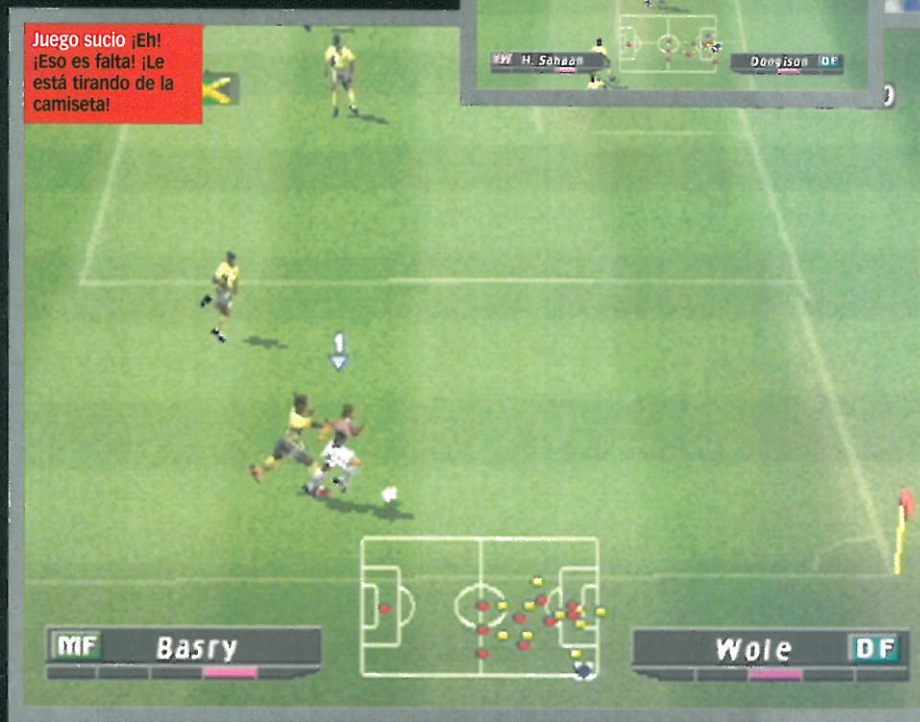 Juego sucio ¡Eh!
¡Eso es falta! ¡Le
está tirando de la
camiseta!
H. Sahaan
Dongison DF
1
MF Basry
Wole DF